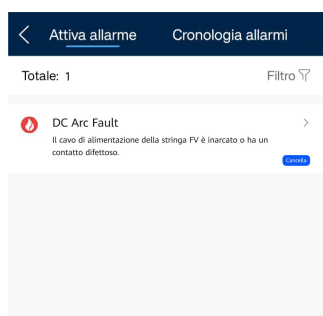 Attiva allarme Cronologia allarmi
Totale: 1 Filtro
DC Arc Fault
Il cavo di alimentazione della stringa FV è inarcato o ha un
contatto difettoso.
Cancella